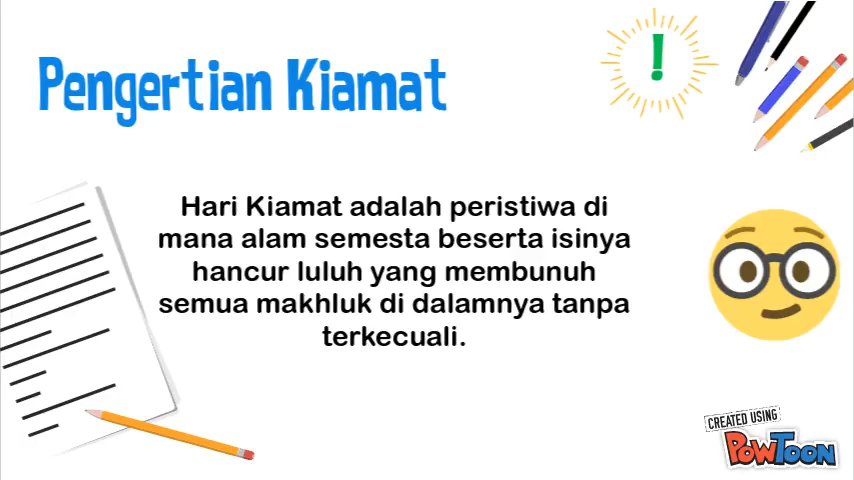 Pengertian Kiamat
!
Hari Kiamat adalah peristiwa di
mana alam semesta beserta isinya
hancur luluh yang membunuh
semua makhluk di dalamnya tanpa
terkecuali.
CREATED USING
POWTOON